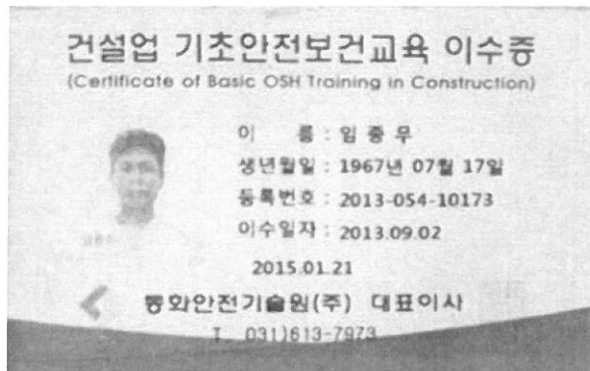 건설업 기초안전보건교육 이수증
(Certificate of Basic OSH Training in Construction)
이 름 : 임 종 무
생년월일 : 1967년 07월 17일
등록번호 : 2013-054-10173
이수일자 : 2013.09.02
2015.01.21
동화안전기술원(주) 대표이사
T. 031)613-7973